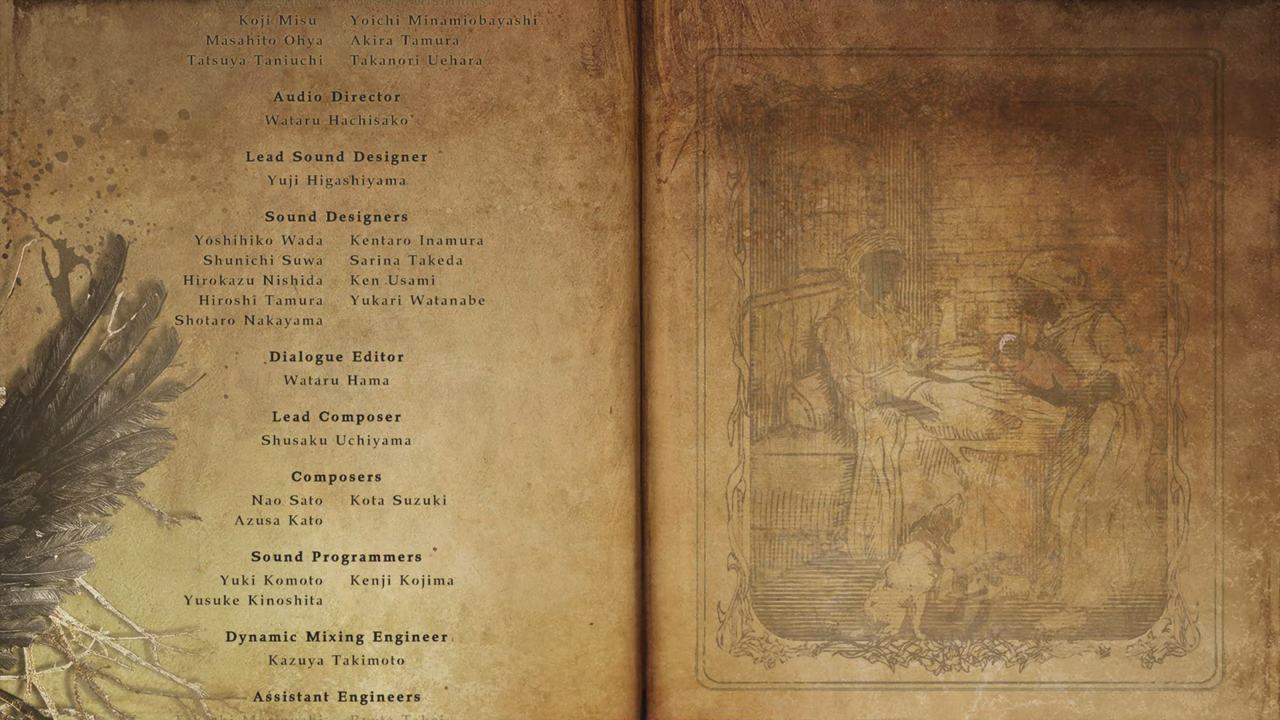 Koji Misu Yoichi Minamiobayashi
Masahito Ohya Akira Tamura
Tatsuya Taniuchi Takanori Uehara
Audio Director
Wataru Hachisako
Lead Sound Designer
Yuji Higashiyama
Sound Designers
Yoshihiko Wada Kentaro Inamura
Shunichi Suwa Sarina Takeda
Hirokazu Nishida Ken Usami
Hiroshi Tamura Yukari Watanabe
Shotaro Nakayama
Dialogue Editor
Wataru Hama
Lead Composer
Shusaku Uchiyama
Composers
Nao Sato Kota Suzuki
Azusa Kato
Sound Programmers
Yuki Komoto Kenji Kojima
Yusuke Kinoshita
Dynamic Mixing Engineer
Kazuya Takimoto
Assistant Engineers